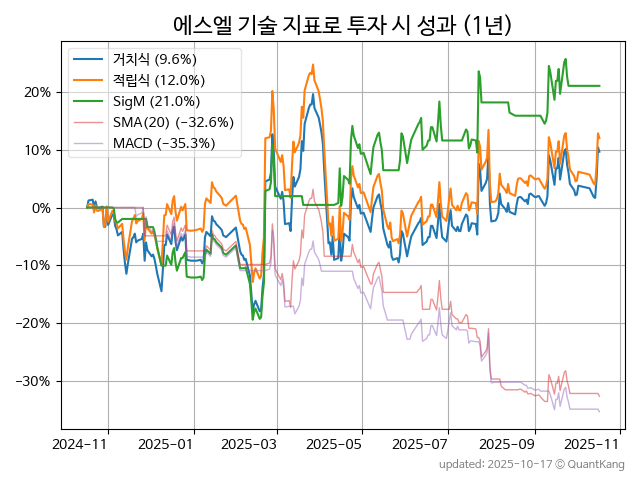 에스엘 기술 지표로 투자 시 성과 (1년)
거치식 (9.6%)
적립식 (12.0%)
SigM (21.0%)
SMA(20) (−32.6%)
MACD (−35.3%)
20%
10%
0%
−10%
−20%
−30%
2024-11 2025-01 2025-03 2025-05 2025-07 2025-09 2025-11
updated: 2025-10-17 © QuantKang